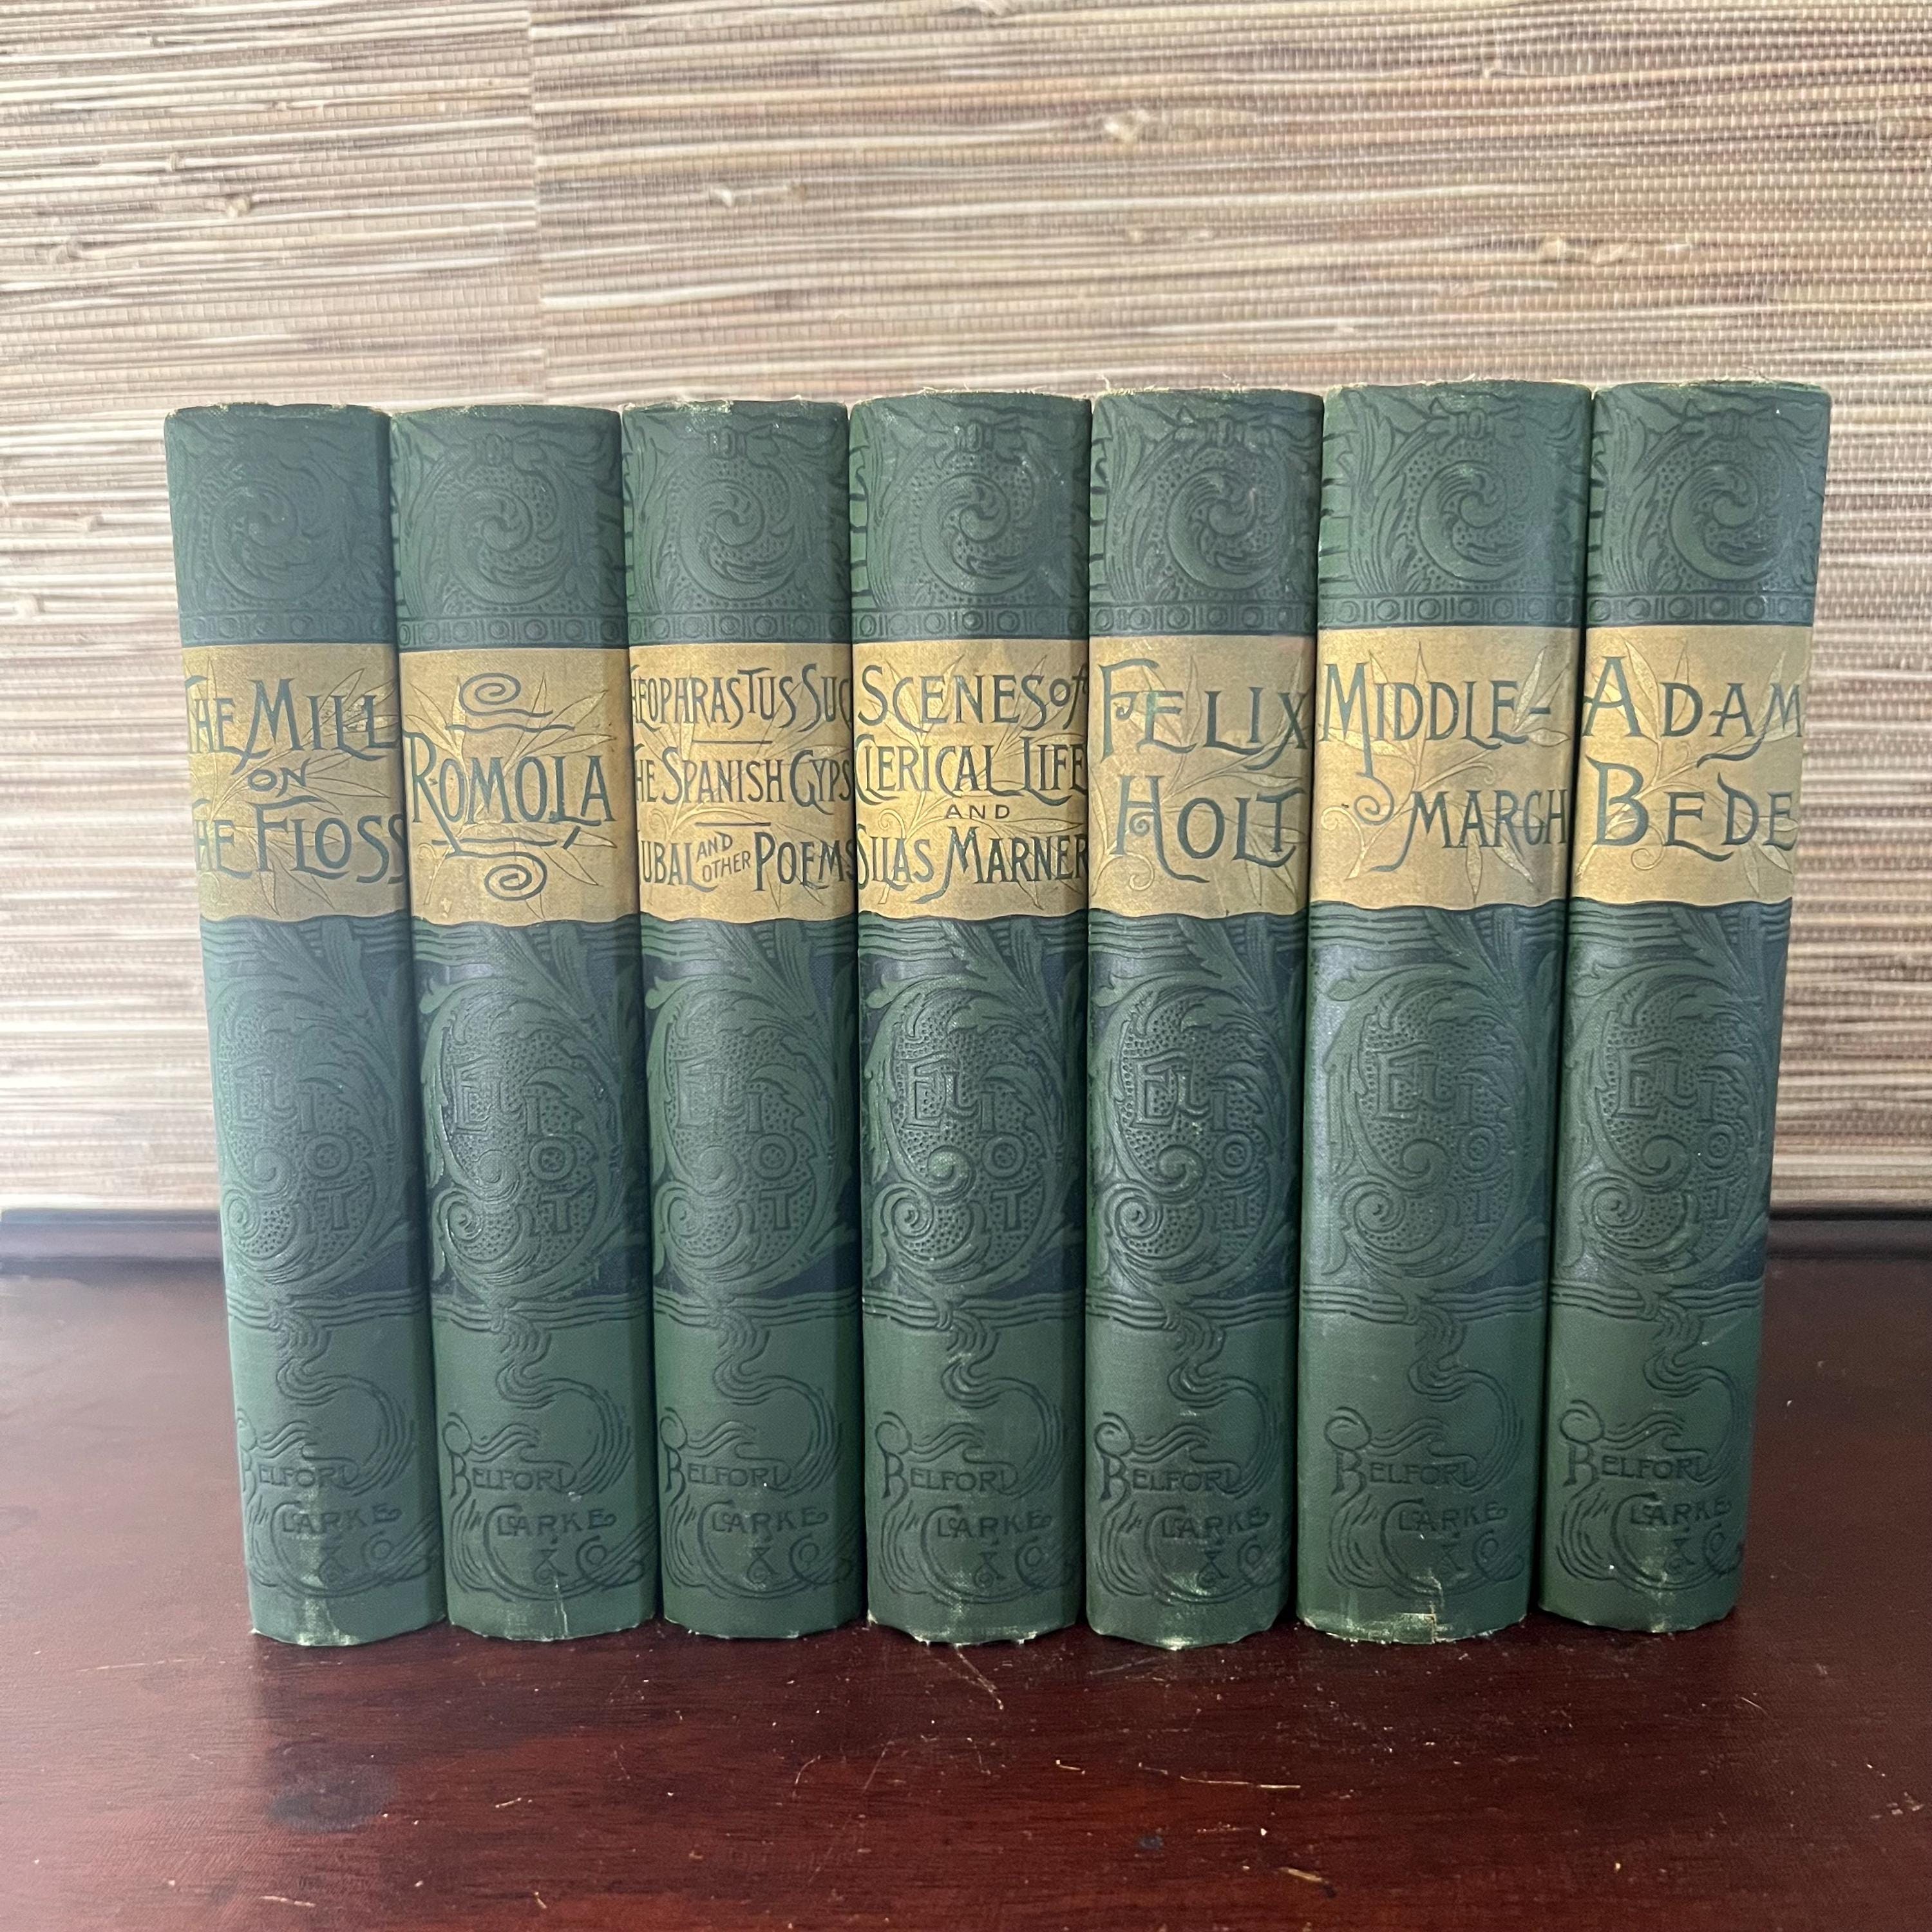 THE MILL
ON
THE FLOSS
ELIOT
BELFORD
CLARKE
& Co
ROMOLA
ELIOT
BELFORD
CLARKE
& Co
THEOPHRASTUS SUC
THE SPANISH GYPS
JUBAL AND OTHER POEMS
ELIOT
BELFORD
CLARKE
& Co
SCENES OF
CLERICAL LIFE
AND
SILAS MARNER
ELIOT
BELFORD
CLARKE
& Co
FELIX
HOLT
ELIOT
BELFORD
CLARKE
& Co
MIDDLE-
MARCH
ELIOT
BELFORD
CLARKE
& Co
ADAM
BEDE
ELIOT
BELFORD
CLARKE
& Co